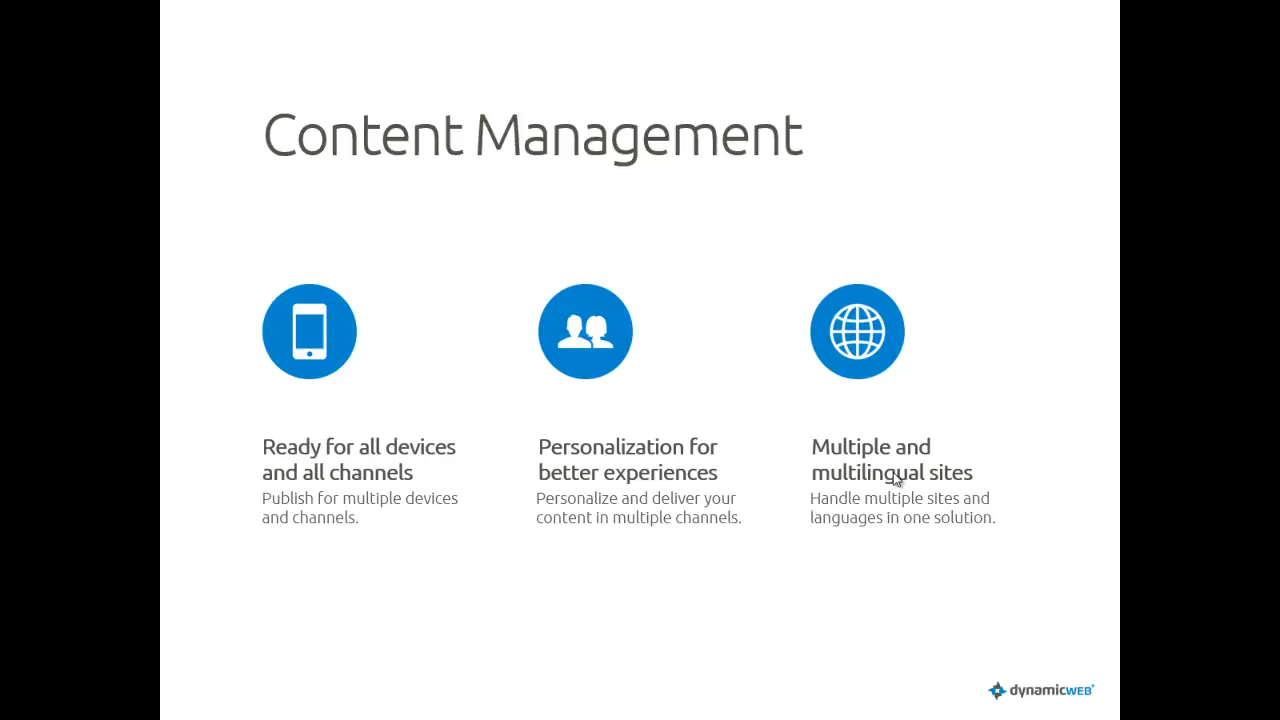 Content Management
Ready for all devices
and all channels
Publish for multiple devices
and channels.
Personalization for
better experiences
Personalize and deliver your
content in multiple channels.
Multiple and
multilingual sites
Handle multiple sites and
languages in one solution.
dynamicWEB